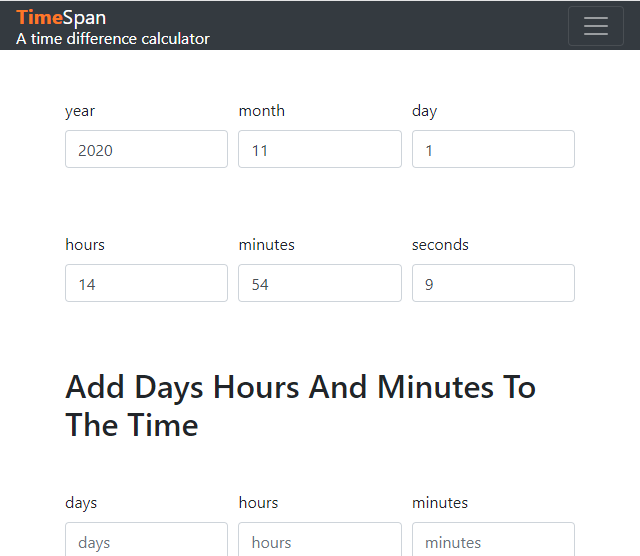 TimeSpan
A time difference calculator
year month day
2020 11 1
hours minutes seconds
14 54 9
Add Days Hours And Minutes To
The Time
days hours minutes
days hours minutes